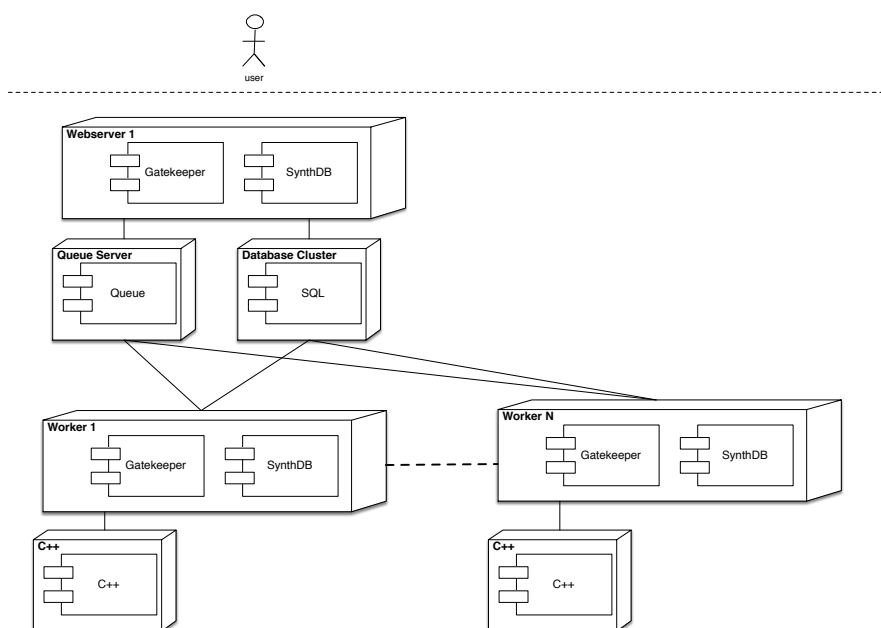 user
Webserver 1
Gatekeeper
SynthDB
Queue Server
Database Cluster
Queue
SQL
Worker 1
Gatekeeper
SynthDB
Worker N
Gatekeeper
SynthDB
C++
C++
C++
C++